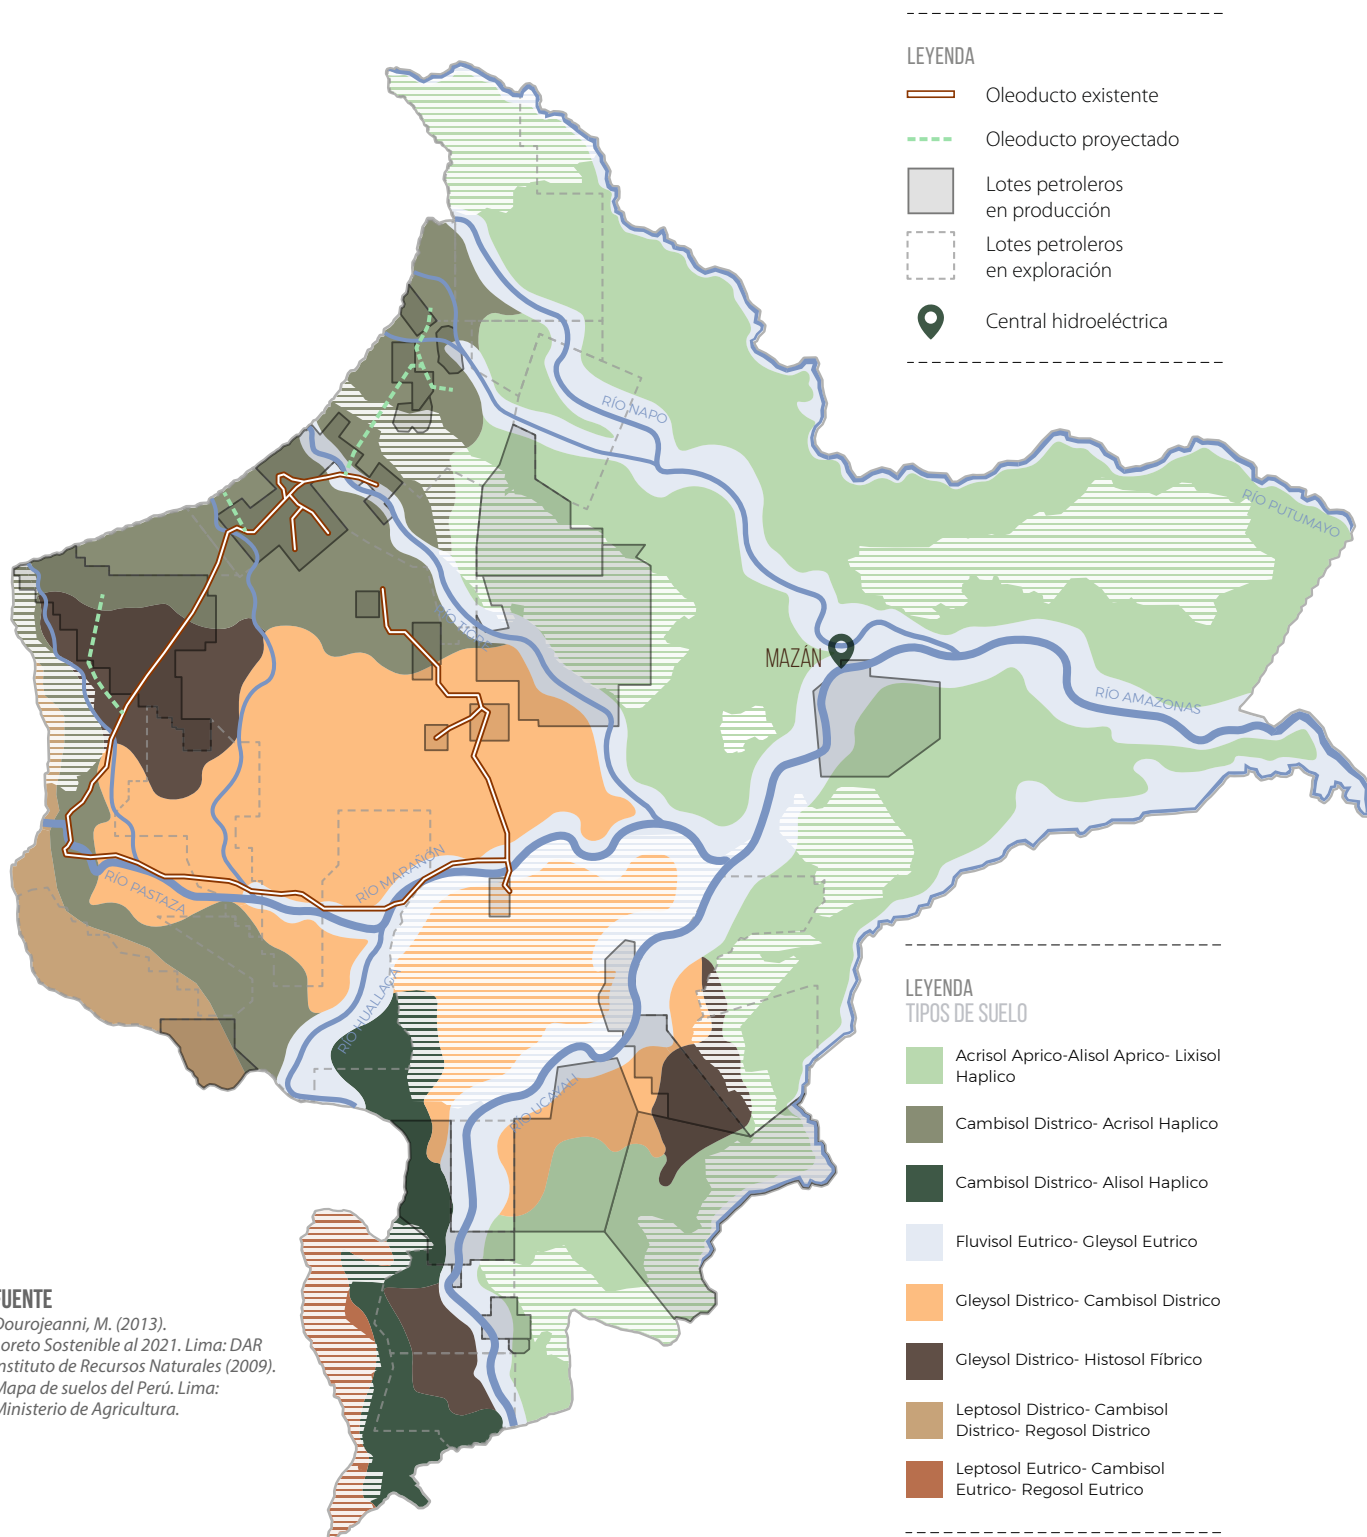 LEYENDA
Oleoducto existente
Oleoducto proyectado
Lotes petroleros
en producción
Lotes petroleros
en exploración
Central hidroeléctrica
RÍO NAPO
RÍO PUTUMAYO
RÍO TIGRE
MAZÁN
RÍO AMAZONAS
RÍO MARAÑÓN
RÍO PASTAZA
RÍO HUALLAGA
RÍO UCAYALI
LEYENDA
TIPOS DE SUELO
Acrisol Aprico-Alisol Aprico- Lixisol
Haplico
Cambisol Districo- Acrisol Haplico
Cambisol Districo- Alisol Haplico
Fluvisol Eutrico- Gleysol Eutrico
Gleysol Districo- Cambisol Districo
Gleysol Districo- Histosol Fíbrico
Leptosol Districo- Cambisol
Districo- Regosol Districo
Leptosol Eutrico- Cambisol
Eutrico- Regosol Eutrico
FUENTE
Dourojeanni, M. (2013).
Loreto Sostenible al 2021. Lima: DAR
Instituto de Recursos Naturales (2009).
Mapa de suelos del Perú. Lima:
Ministerio de Agricultura.